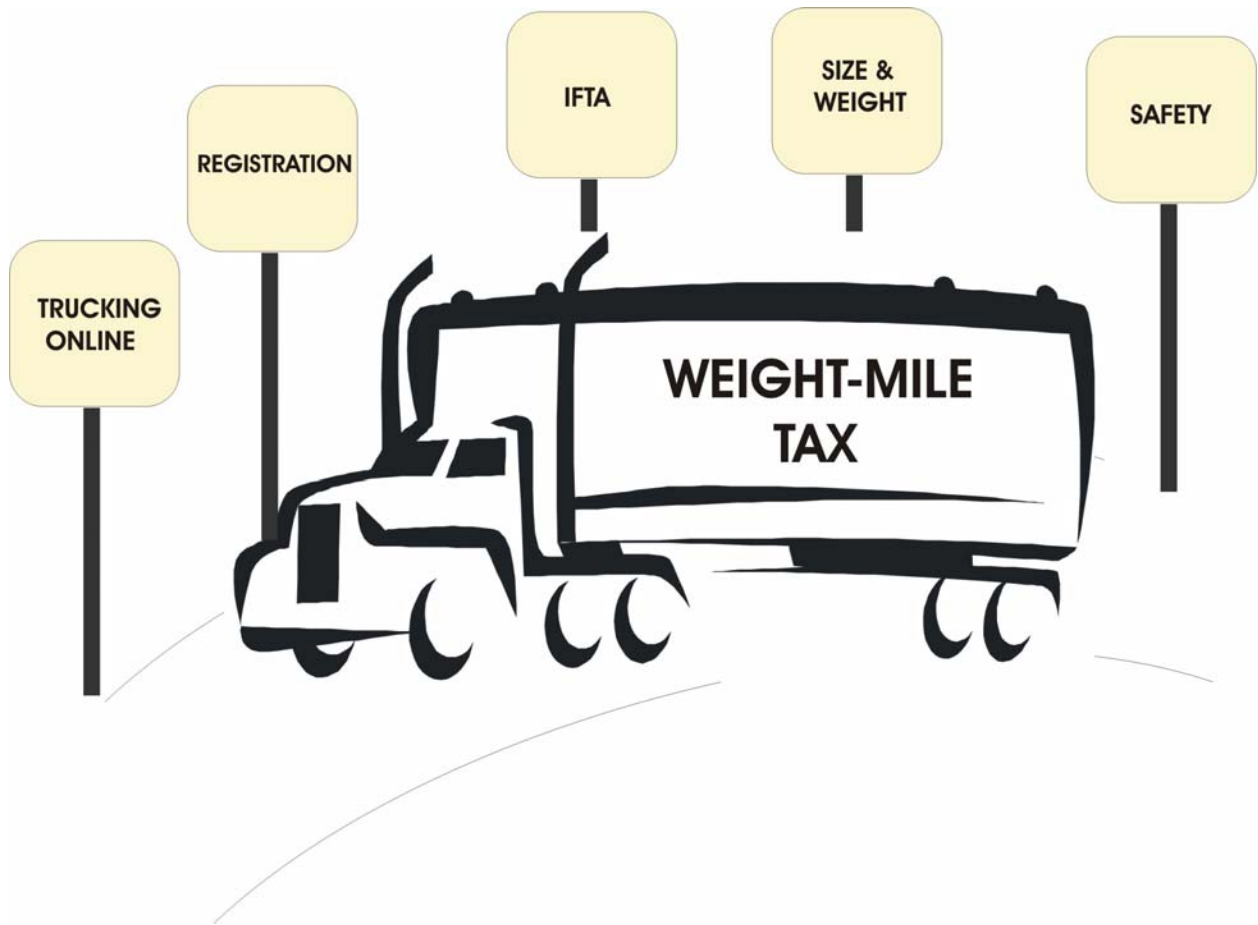 TRUCKING
ONLINE
REGISTRATION
IFTA
SIZE &
WEIGHT
SAFETY
WEIGHT-MILE
TAX